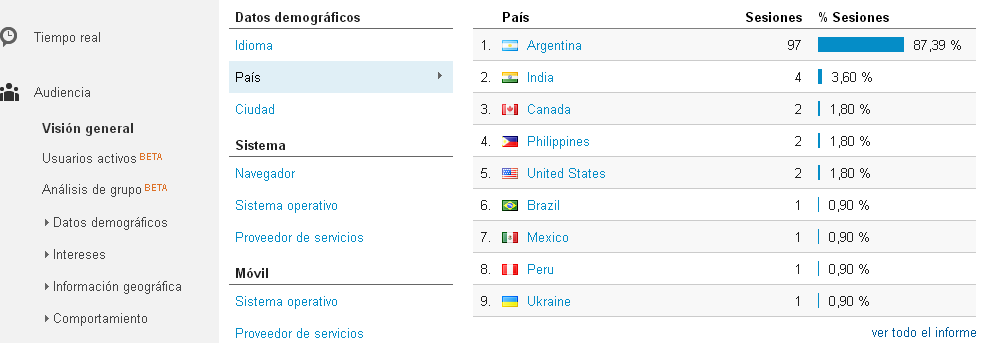 Tiempo real
Audiencia
Visión general
Usuarios activos BETA
Análisis de grupo BETA
Datos demográficos
Intereses
Información geográfica
Comportamiento
Datos demográficos
Idioma
País
Ciudad
Sistema
Navegador
Sistema operativo
Proveedor de servicios
Móvil
Sistema operativo
Proveedor de servicios
País Sesiones % Sesiones
1. Argentina 97 87,39 %
2. India 4 3,60 %
3. Canada 2 1,80 %
4. Philippines 2 1,80 %
5. United States 2 1,80 %
6. Brazil 1 0,90 %
7. Mexico 1 0,90 %
8. Peru 1 0,90 %
9. Ukraine 1 0,90 %
ver todo el informe